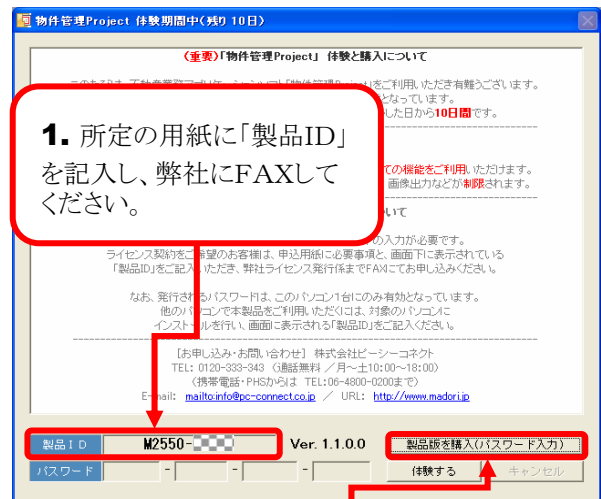 物件管理Project 体験期間中(残り 10日)
(重要)「物件管理Project」 体験と購入について
をご利用いただき有難うございます。
となっています。
した日から10日間です。
1. 所定の用紙に「製品ID」
を記入し、弊社にFAXして
ください。
ての機能をご利用いただけます。
画像出力などが制限されます。
いて
の入力が必要です。
ライセンス契約をご希望のお客様は、申込用紙に必要事項と、画面下に表示されている
「製品ID」をご記入いただき、弊社ライセンス発行係までFAXにてお申し込みください。
なお、発行されるパスワードは、このパソコン1台にのみ有効となっています。
他のパソコンで本製品をご利用いただくには、対象のパソコンに
インストールを行い、画面に表示される「製品ID」をご記入ください。
[お申し込み・お問い合わせ] 株式会社ピーシーコネクト
TEL: 0120-333-343 (通話無料 / 月~土10:00~18:00)
(携帯電話・PHSからは TEL:06-4800-0200まで)
E-mail: mailto:info@pc-connect.co.jp / URL: http://www.madori.jp
製品ID M2550- Ver. 1.1.0.0 製品版を購入(パスワード入力)
パスワード - - - 体験する キャンセル